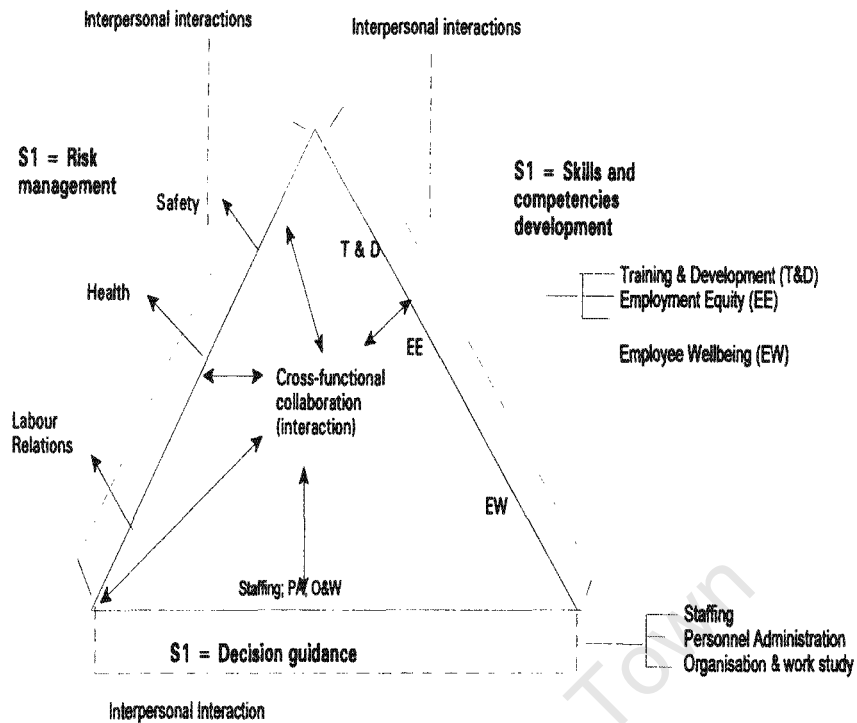 Interpersonal interactions
Interpersonal interactions
S1 = Risk
management
S1 = Skills and
competencies
development
Safety
T & D
Training & Development (T&D)
Employment Equity (EE)
Health
EE
Employee Wellbeing (EW)
Cross-functional
collaboration
(interaction)
Labour
Relations
EW
Staffing; PA, O&W
Staffing
Personnel Administration
Organisation & work study
S1 = Decision guidance
Interpersonal Interaction
Town